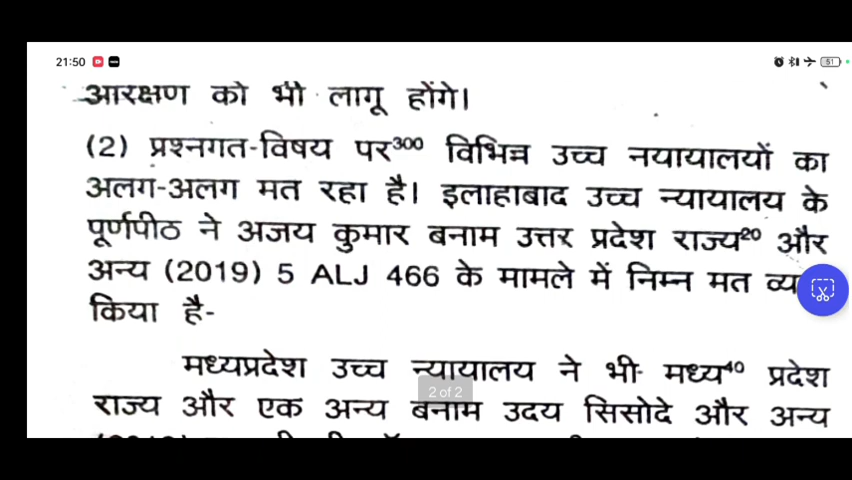 21:50
51
आरक्षण को भी लागू होंगे।
(2) प्रश्नगत-विषय पर300 विभिन्न उच्च नयायालयों का
अलग-अलग मत रहा है। इलाहाबाद उच्च न्यायालय के
पूर्णपीठ ने अजय कुमार बनाम उत्तर प्रदेश राज्य20 और
अन्य (2019) 5 ALJ 466 के मामले में निम्न मत
किया है-
मध्यप्रदेश उच्च न्यायालय ने भी मध्य40 प्रदेश
2 of 2
राज्य और एक अन्य बनाम उदय सिसोदे और अन्य